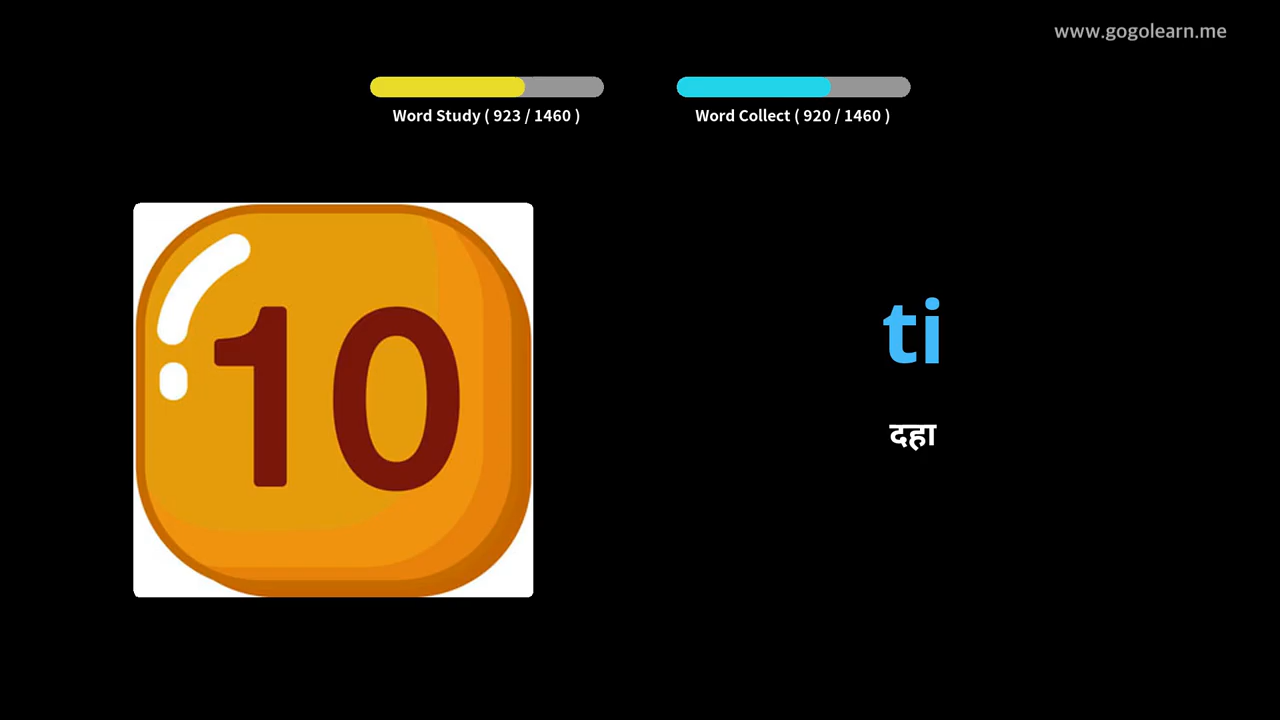 www.gogolearn.me
Word Study ( 923 / 1460 )
Word Collect ( 920 / 1460 )
10
ti
दहा